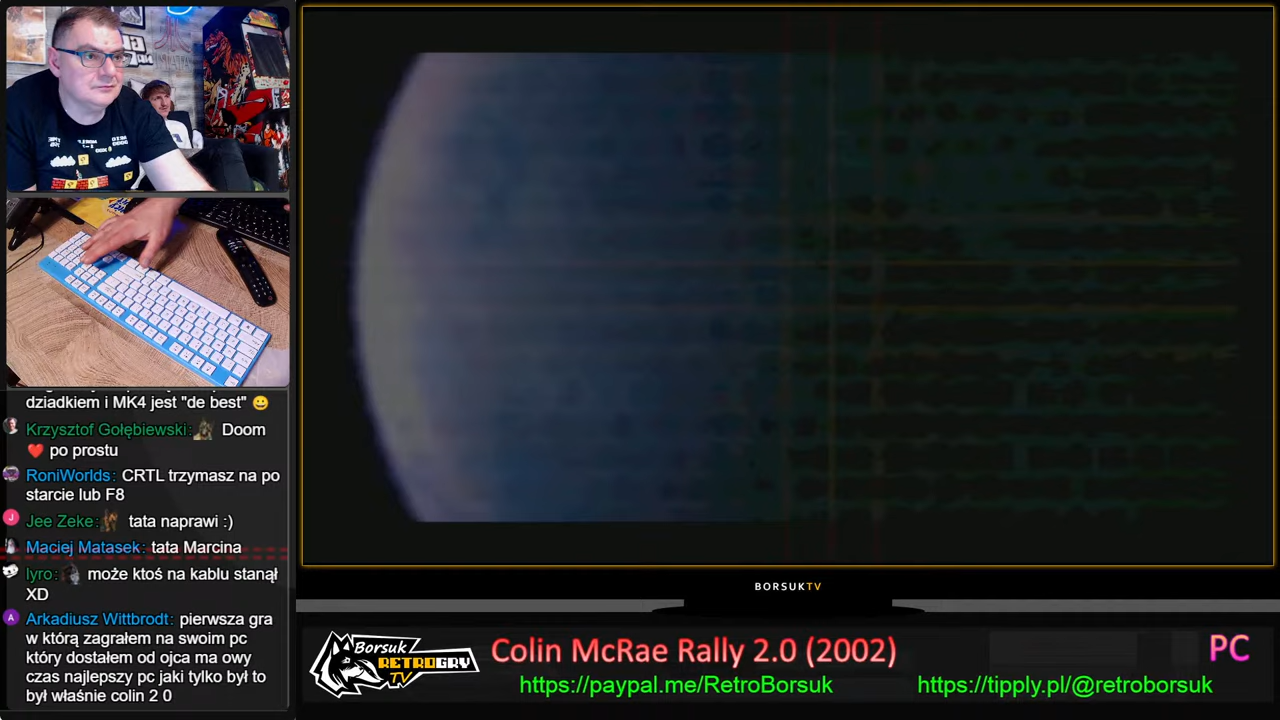 dziadkiem i MK4 jest "de best" 😀
Krzysztof Gołębiewski: Doom
❤️ po prostu
RoniWorlds: CRTL trzymasz na po
starcie lub F8
Jee Zeke: tata naprawi :)
Maciej Matasek: tata Marcina
lyro: może ktoś na kablu stanął
XD
A Arkadiusz Wittbrodt: pierwsza gra
w którą zagrałem na swoim pc
który dostałem od ojca ma owy
czas najlepszy pc jaki tylko był to
był właśnie colin 2 0
BORSUKTV
Borsuk
RETROGRY
TV
Colin McRae Rally 2.0 (2002)
PC
https://paypal.me/RetroBorsuk
https://tipply.pl/@retroborsuk